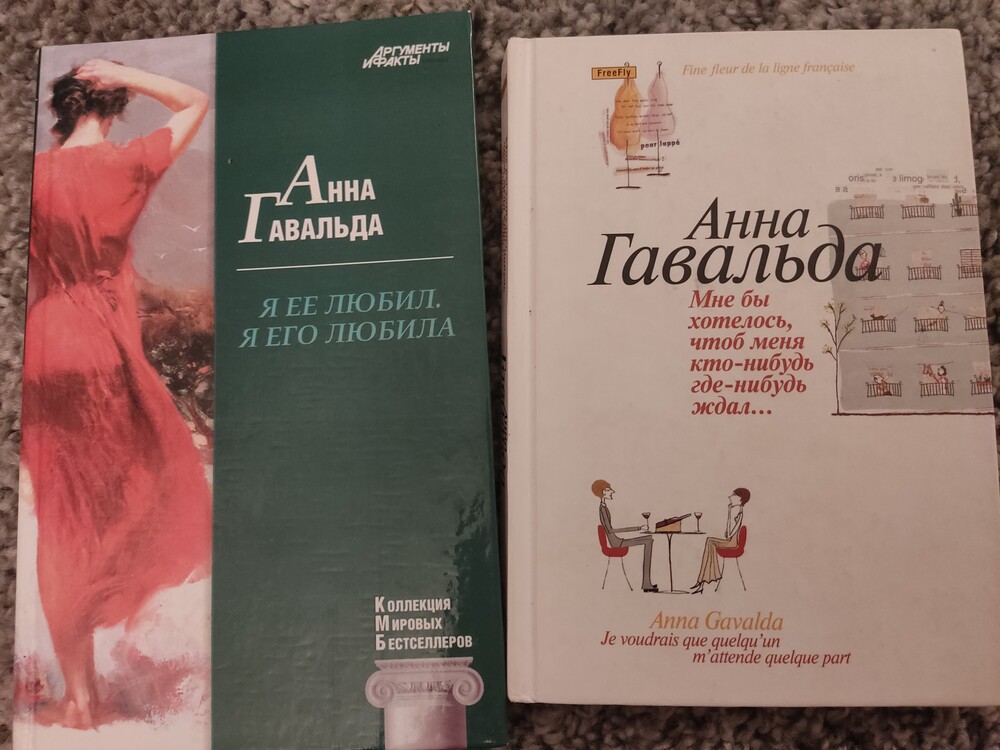 Аргументы
и Факты
Анна
Гавальда
Я ЕЕ ЛЮБИЛ.
Я ЕГО ЛЮБИЛА
Коллекция
Мировых
Бестселлеров
FreeFly
Fine fleur de la ligne française
Анна
Гавальда
Мне бы
хотелось,
чтоб меня
кто-нибудь
где-нибудь
ждал...
Anna Gavalda
Je voudrais que quelqu'un
m'attende quelque part